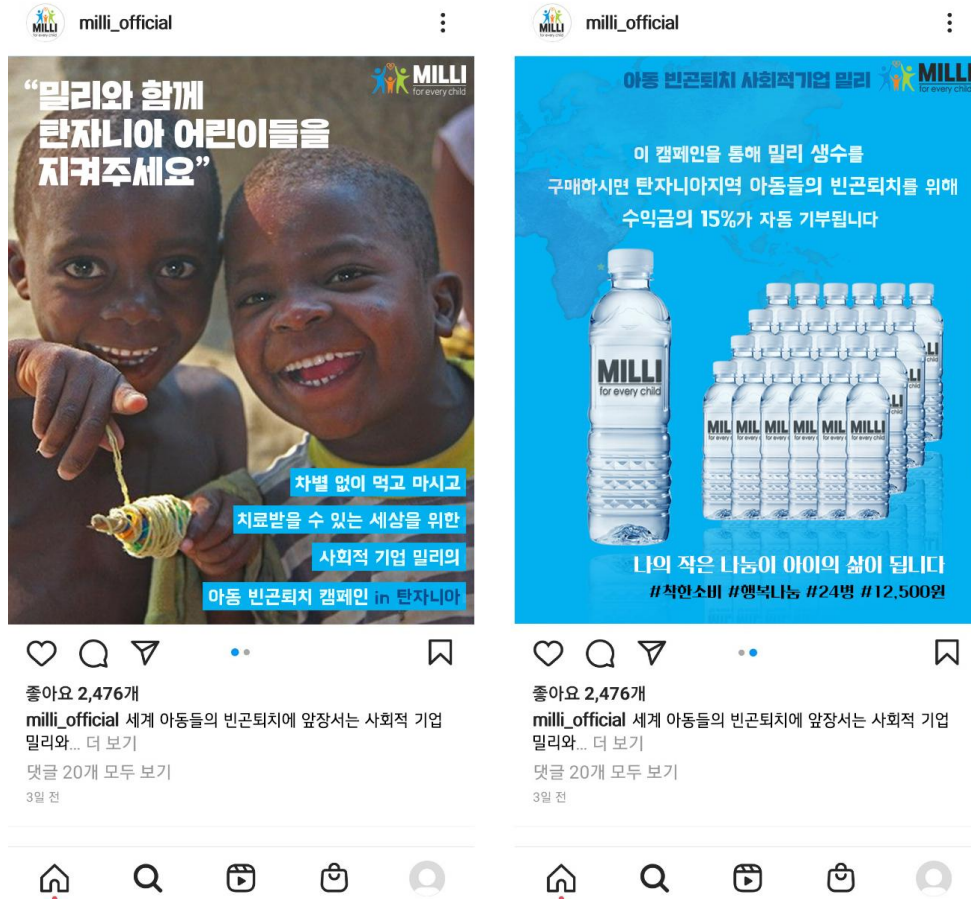 milli_official
MILLI
for every child
MILLI
for every child
“밀리와 함께
탄자니아 어린이들을
지켜주세요”
차별 없이 먹고 마시고
치료받을 수 있는 세상을 위한
사회적 기업 밀리의
아동 빈곤퇴치 캠페인 in 탄자니아
좋아요 2,476개
milli_official 세계 아동들의 빈곤퇴치에 앞장서는 사회적 기업
밀리와... 더 보기
댓글 20개 모두 보기
3일 전
milli_official
MILLI
for every child
아동 빈곤퇴치 사회적기업 밀리
MILLI
for every child
이 캠페인을 통해 밀리 생수를
구매하시면 탄자니아지역 아동들의 빈곤퇴치를 위해
수익금의 15%가 자동 기부됩니다
MILLI
for every child
MIL MIL MIL MIL MIL MILLI
for every child
나의 작은 나눔이 아이의 삶이 됩니다
#착한소비 #행복나눔 #24병 #12,500원
좋아요 2,476개
milli_official 세계 아동들의 빈곤퇴치에 앞장서는 사회적 기업
밀리와... 더 보기
댓글 20개 모두 보기
3일 전